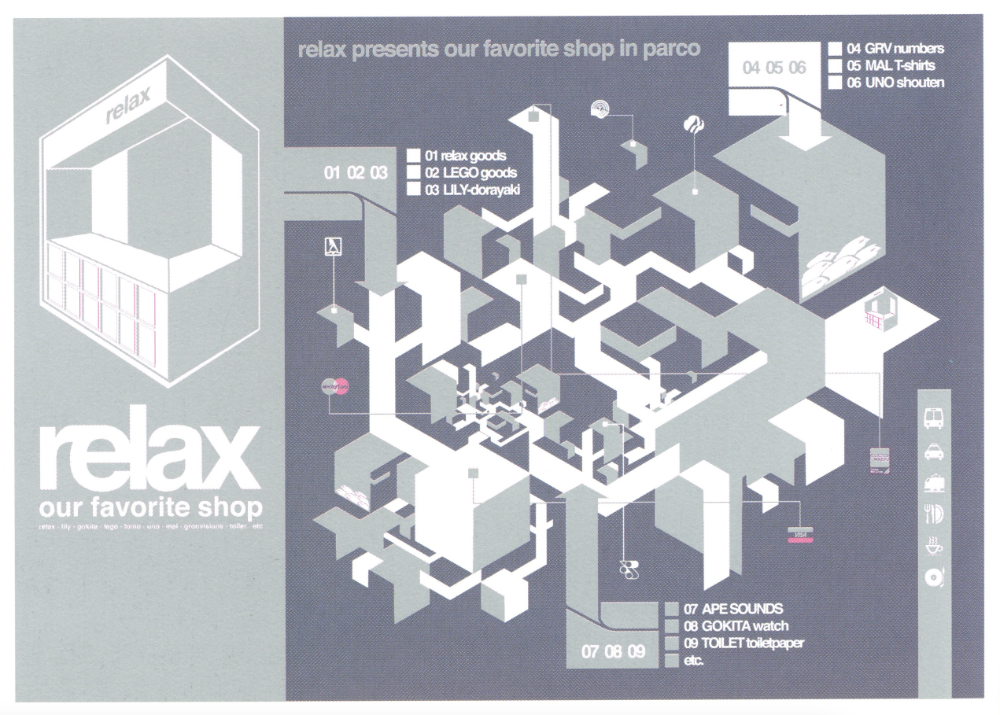 relax presents our favorite shop in parco
relax
04 05 06
04 GRV numbers
05 MAL T-shirts
06 UNO shouten
01 02 03
01 relax goods
02 LEGO goods
03 LILY-dorayaki
relax
our favorite shop
relax - lily - gokita - lego - - uno - mal - - toilet - etc
VISA
07 08 09
07 APE SOUNDS
08 GOKITA watch
09 TOILET toiletpaper
etc.